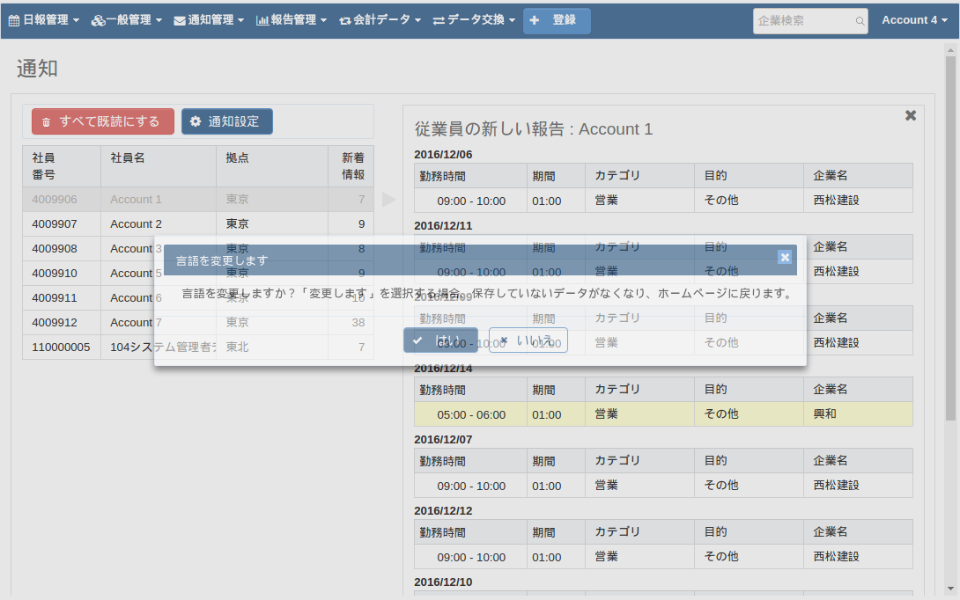 日報管理 一般管理 通知管理 報告管理 会計データ データ交換 登録 企業検索 Account 4
通知
すべて既読にする 通知設定
社員番号 社員名 拠点 新着情報
4009906 Account 1 東京 7
4009907 Account 2 東京 9
4009908 Account 3 東京 8
4009910 Account 5 東京 9
4009911 Account 6 東京 10
4009912 Account 7 東京 38
110000005 104システム管理者テ 東北 7
従業員の新しい報告 : Account 1
2016/12/06
勤務時間 期間 カテゴリ 目的 企業名
09:00 - 10:00 01:00 営業 その他 西松建設
2016/12/11
勤務時間 期間 カテゴリ 目的 企業名
09:00 - 10:00 01:00 営業 その他 西松建設
2016/12/09
勤務時間 期間 カテゴリ 目的 企業名
09:00 - 10:00 01:00 営業 その他 西松建設
2016/12/14
勤務時間 期間 カテゴリ 目的 企業名
05:00 - 06:00 01:00 営業 その他 興和
2016/12/07
勤務時間 期間 カテゴリ 目的 企業名
09:00 - 10:00 01:00 営業 その他 西松建設
2016/12/12
勤務時間 期間 カテゴリ 目的 企業名
09:00 - 10:00 01:00 営業 その他 西松建設
2016/12/10
言語を変更します
言語を変更しますか？「変更します」を選択する場合、保存していないデータがなくなり、ホームページに戻ります。
はい いいえ